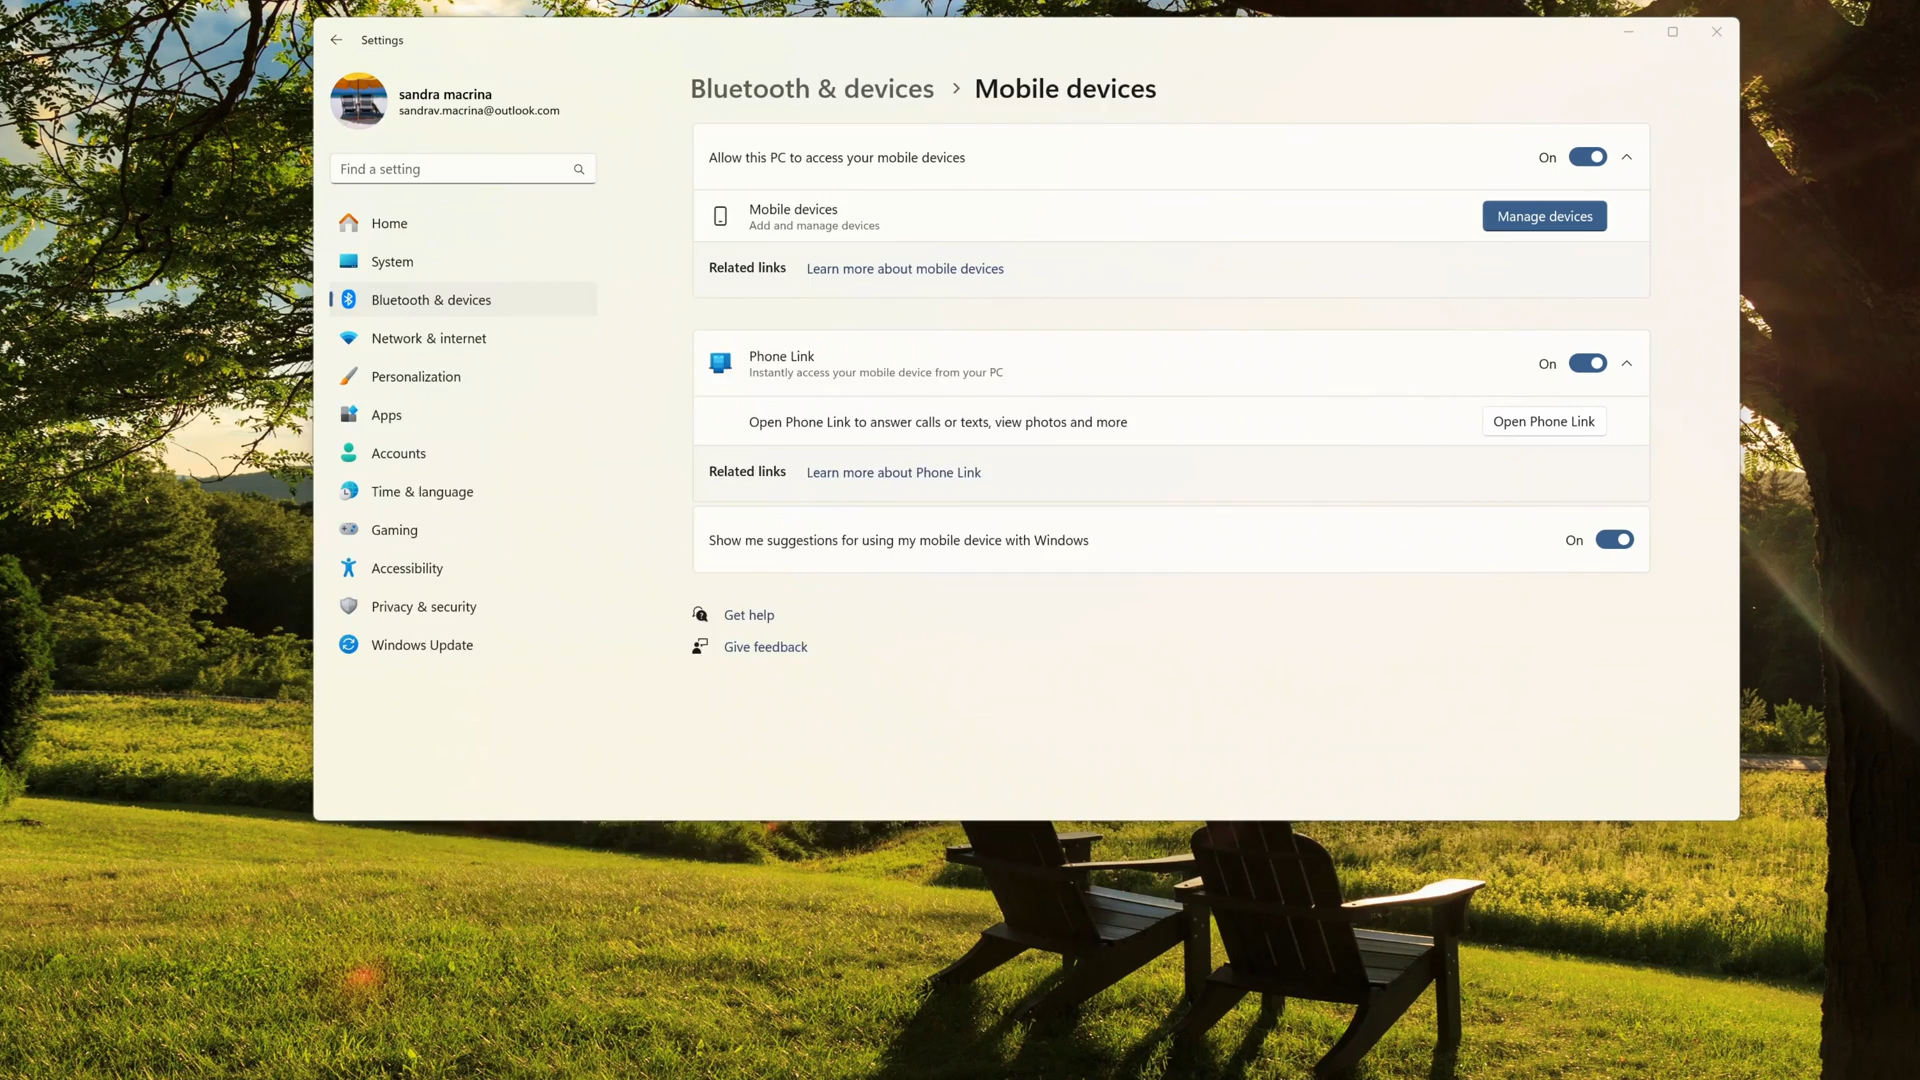 Settings
sandra macrina
sandrav.macrina@outlook.com
Find a setting
Home
System
Bluetooth & devices
Network & internet
Personalization
Apps
Accounts
Time & language
Gaming
Accessibility
Privacy & security
Windows Update
Bluetooth & devices > Mobile devices
Allow this PC to access your mobile devices On
Mobile devices
Add and manage devices
Manage devices
Related links Learn more about mobile devices
Phone Link
Instantly access your mobile device from your PC
On
Open Phone Link to answer calls or texts, view photos and more Open Phone Link
Related links Learn more about Phone Link
Show me suggestions for using my mobile device with Windows On
Get help
Give feedback